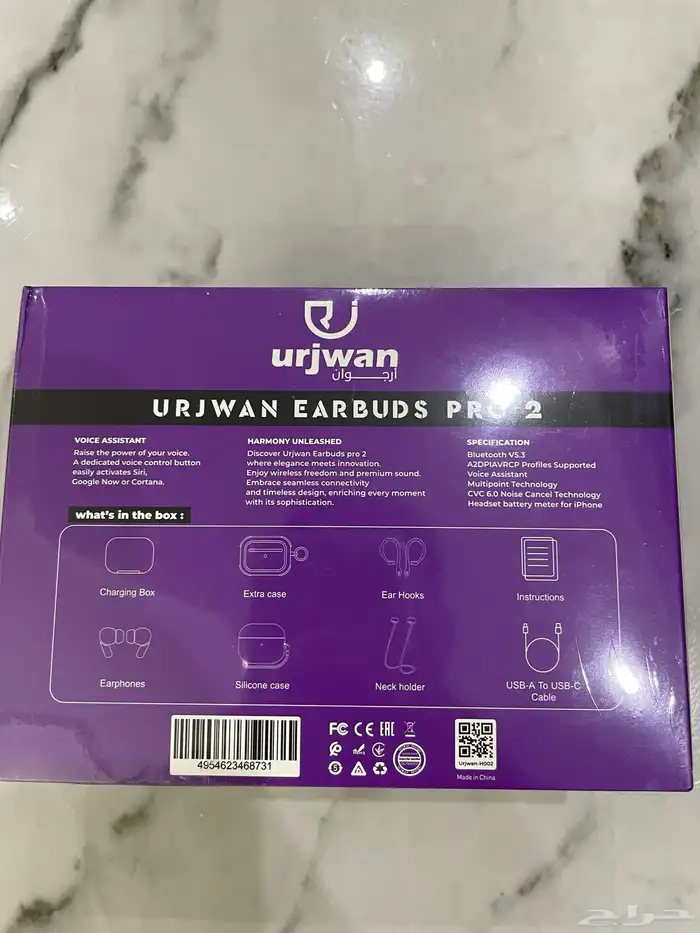 urjwan
أرجوان
URJWAN EARBUDS PRO 2
VOICE ASSISTANT
Raise the power of your voice.
A dedicated voice control button
easily activates Siri,
Google Now or Cortana.
HARMONY UNLEASHED
Discover Urjwan Earbuds pro 2
where elegance meets innovation.
Enjoy wireless freedom and premium sound.
Embrace seamless connectivity
and timeless design, enriching every moment
with its sophistication.
SPECIFICATION
Bluetooth V5.3
A2DPIAVRCP Profiles Supported
Voice Assistant
Multipoint Technology
CVC 6.0 Noise Cancel Technology
Headset battery meter for iPhone
what's in the box :
Charging Box
Extra case
Ear Hooks
Instructions
Earphones
Silicone case
Neck holder
USB-A To USB-C
Cable
4954623468731
FC CE EAC
Urjwan-H002
Made in China
حراج